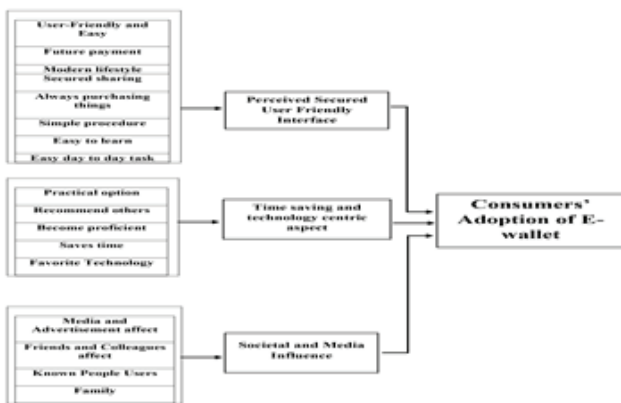 User-Friendly and
Easy
Future payment
Modern lifestyle
Secured sharing
Always purchasing
things
Simple procedure
Easy to learn
Easy day to day task
Perceived Secured
User Friendly
Interface
Practical option
Recommend others
Become proficient
Saves time
Favorite Technology
Time saving and
technology centric
aspect
Consumers'
Adoption of E-
wallet
Media and
Advertisement affect
Friends and Colleagues
affect
Known People Users
Family
Societal and Media
Influence